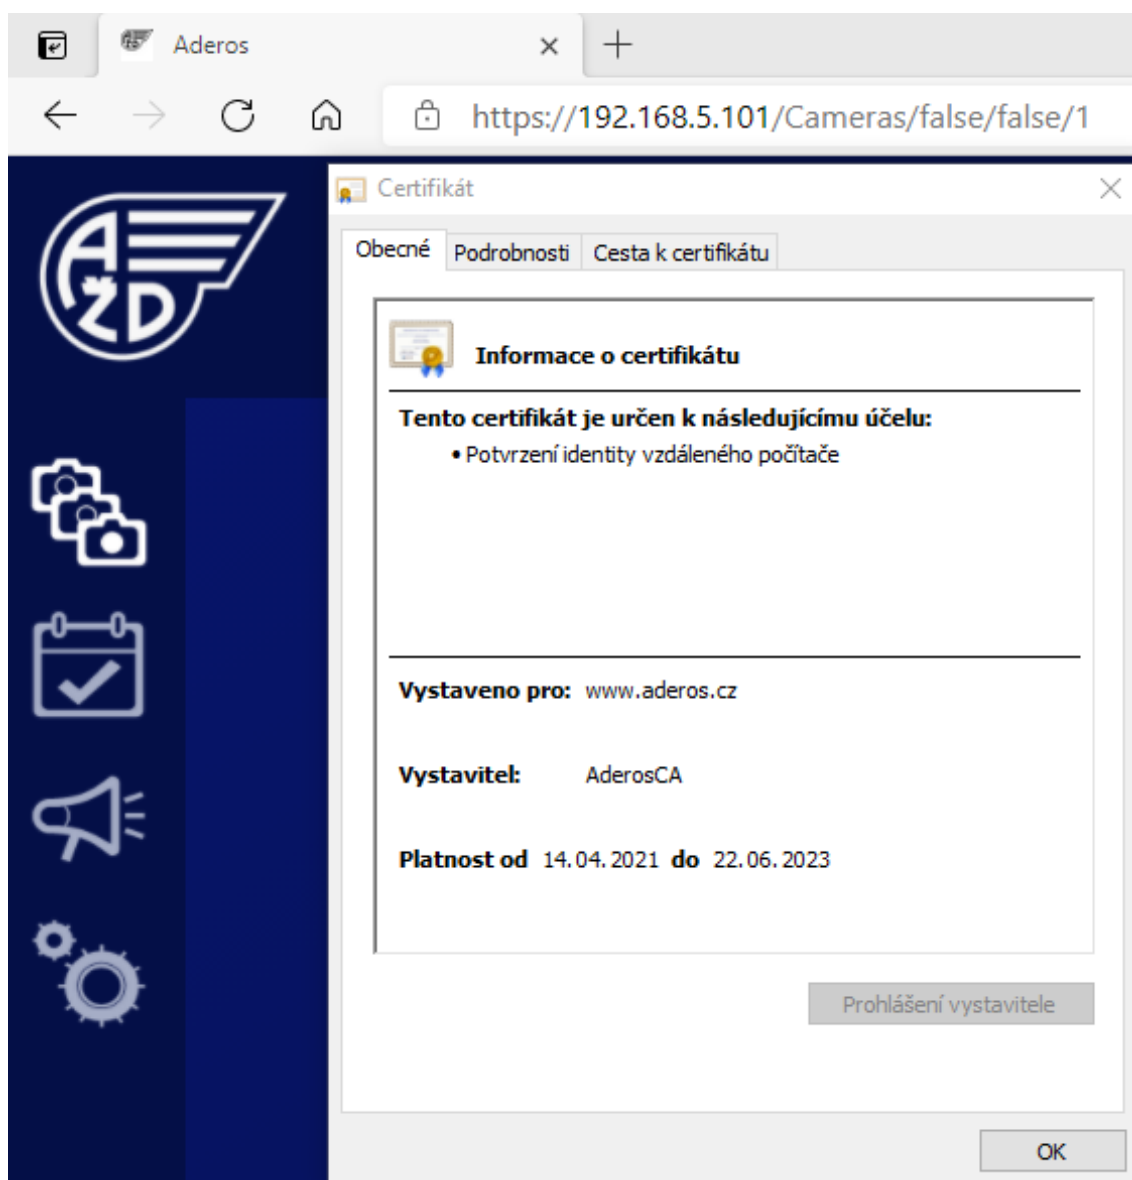 Aderos
https://192.168.5.101/Cameras/false/false/1
AŽD
Certifikát
Obecné Podrobnosti Cesta k certifikátu
Informace o certifikátu
Tento certifikát je určen k následujícímu účelu:
• Potvrzení identity vzdáleného počítače
Vystaveno pro: www.aderos.cz
Vystavitel: AderosCA
Platnost od 14.04.2021 do 22.06.2023
Prohlášení vystavitele
OK